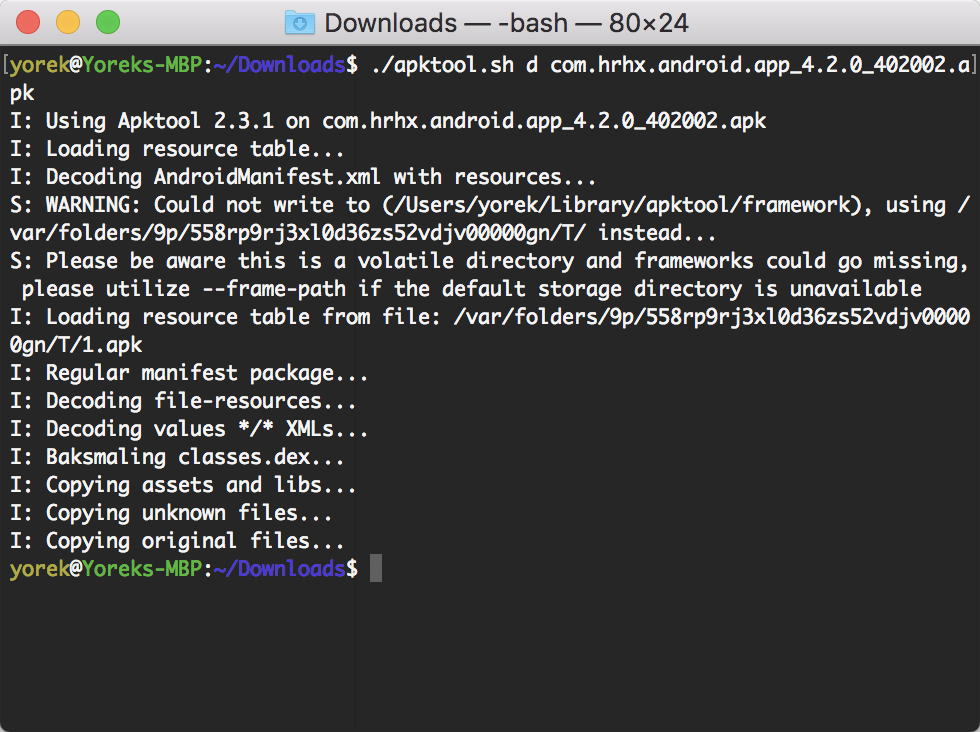 Downloads — -bash — 80×24
[yorek@Yoreks-MBP:~/Downloads$ ./apktool.sh d com.hrhx.android.app_4.2.0_402002.a]
pk
I: Using Apktool 2.3.1 on com.hrhx.android.app_4.2.0_402002.apk
I: Loading resource table...
I: Decoding AndroidManifest.xml with resources...
S: WARNING: Could not write to (/Users/yorek/Library/apktool/framework), using /
var/folders/9p/558rp9rj3xl0d36zs52vdjv00000gn/T/ instead...
S: Please be aware this is a volatile directory and frameworks could go missing,
 please utilize --frame-path if the default storage directory is unavailable
I: Loading resource table from file: /var/folders/9p/558rp9rj3xl0d36zs52vdjv0000
0gn/T/1.apk
I: Regular manifest package...
I: Decoding file-resources...
I: Decoding values */* XMLs...
I: Baksmaling classes.dex...
I: Copying assets and libs...
I: Copying unknown files...
I: Copying original files...
yorek@Yoreks-MBP:~/Downloads$